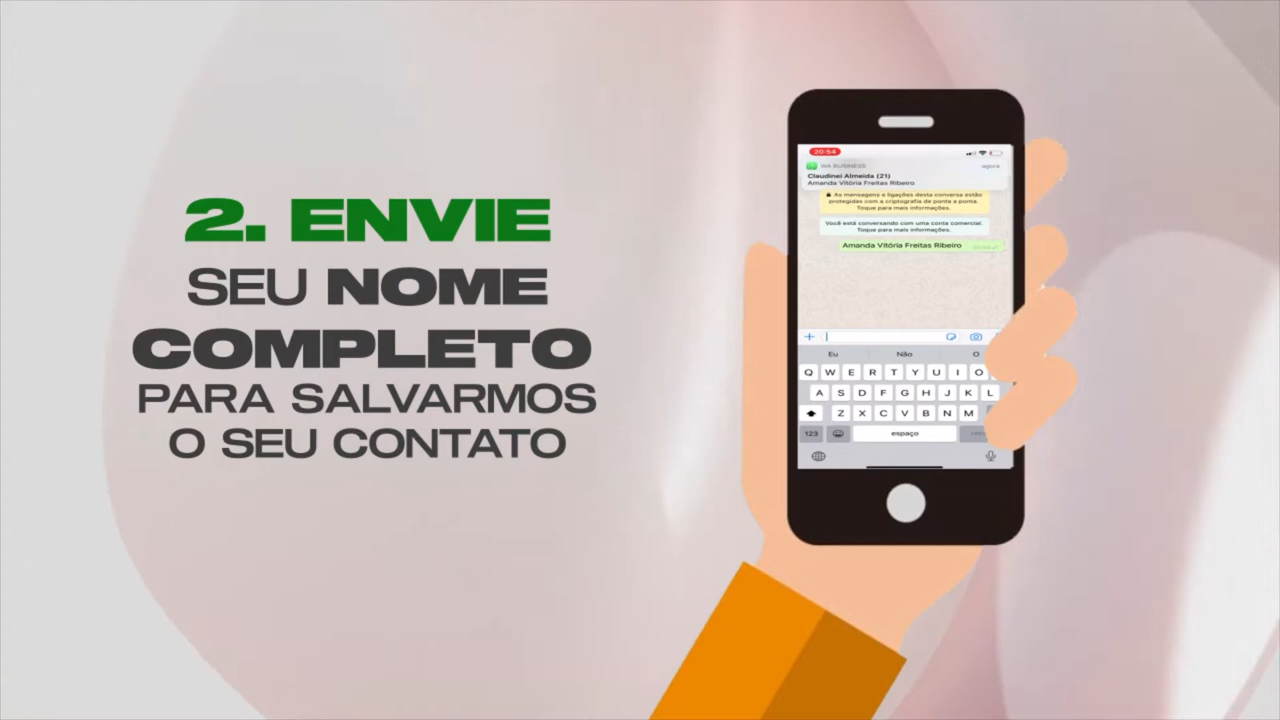 2. ENVIE
SEU NOME
COMPLETO
PARA SALVARMOS
O SEU CONTATO
20:54
WA BUSINESS
agora
Claudinei Almeida (21)
Amanda Vitória Freitas Ribeiro
As mensagens e ligações desta conversa estão
protegidas com a criptografia de ponta a ponta.
Toque para mais informações.
Você está conversando com uma conta comercial.
Toque para mais informações.
Amanda Vitória Freitas Ribeiro
Eu Não O
Q W E R T Y U I O
A S D F G H J K L
Z X C V B N M
123 espaço